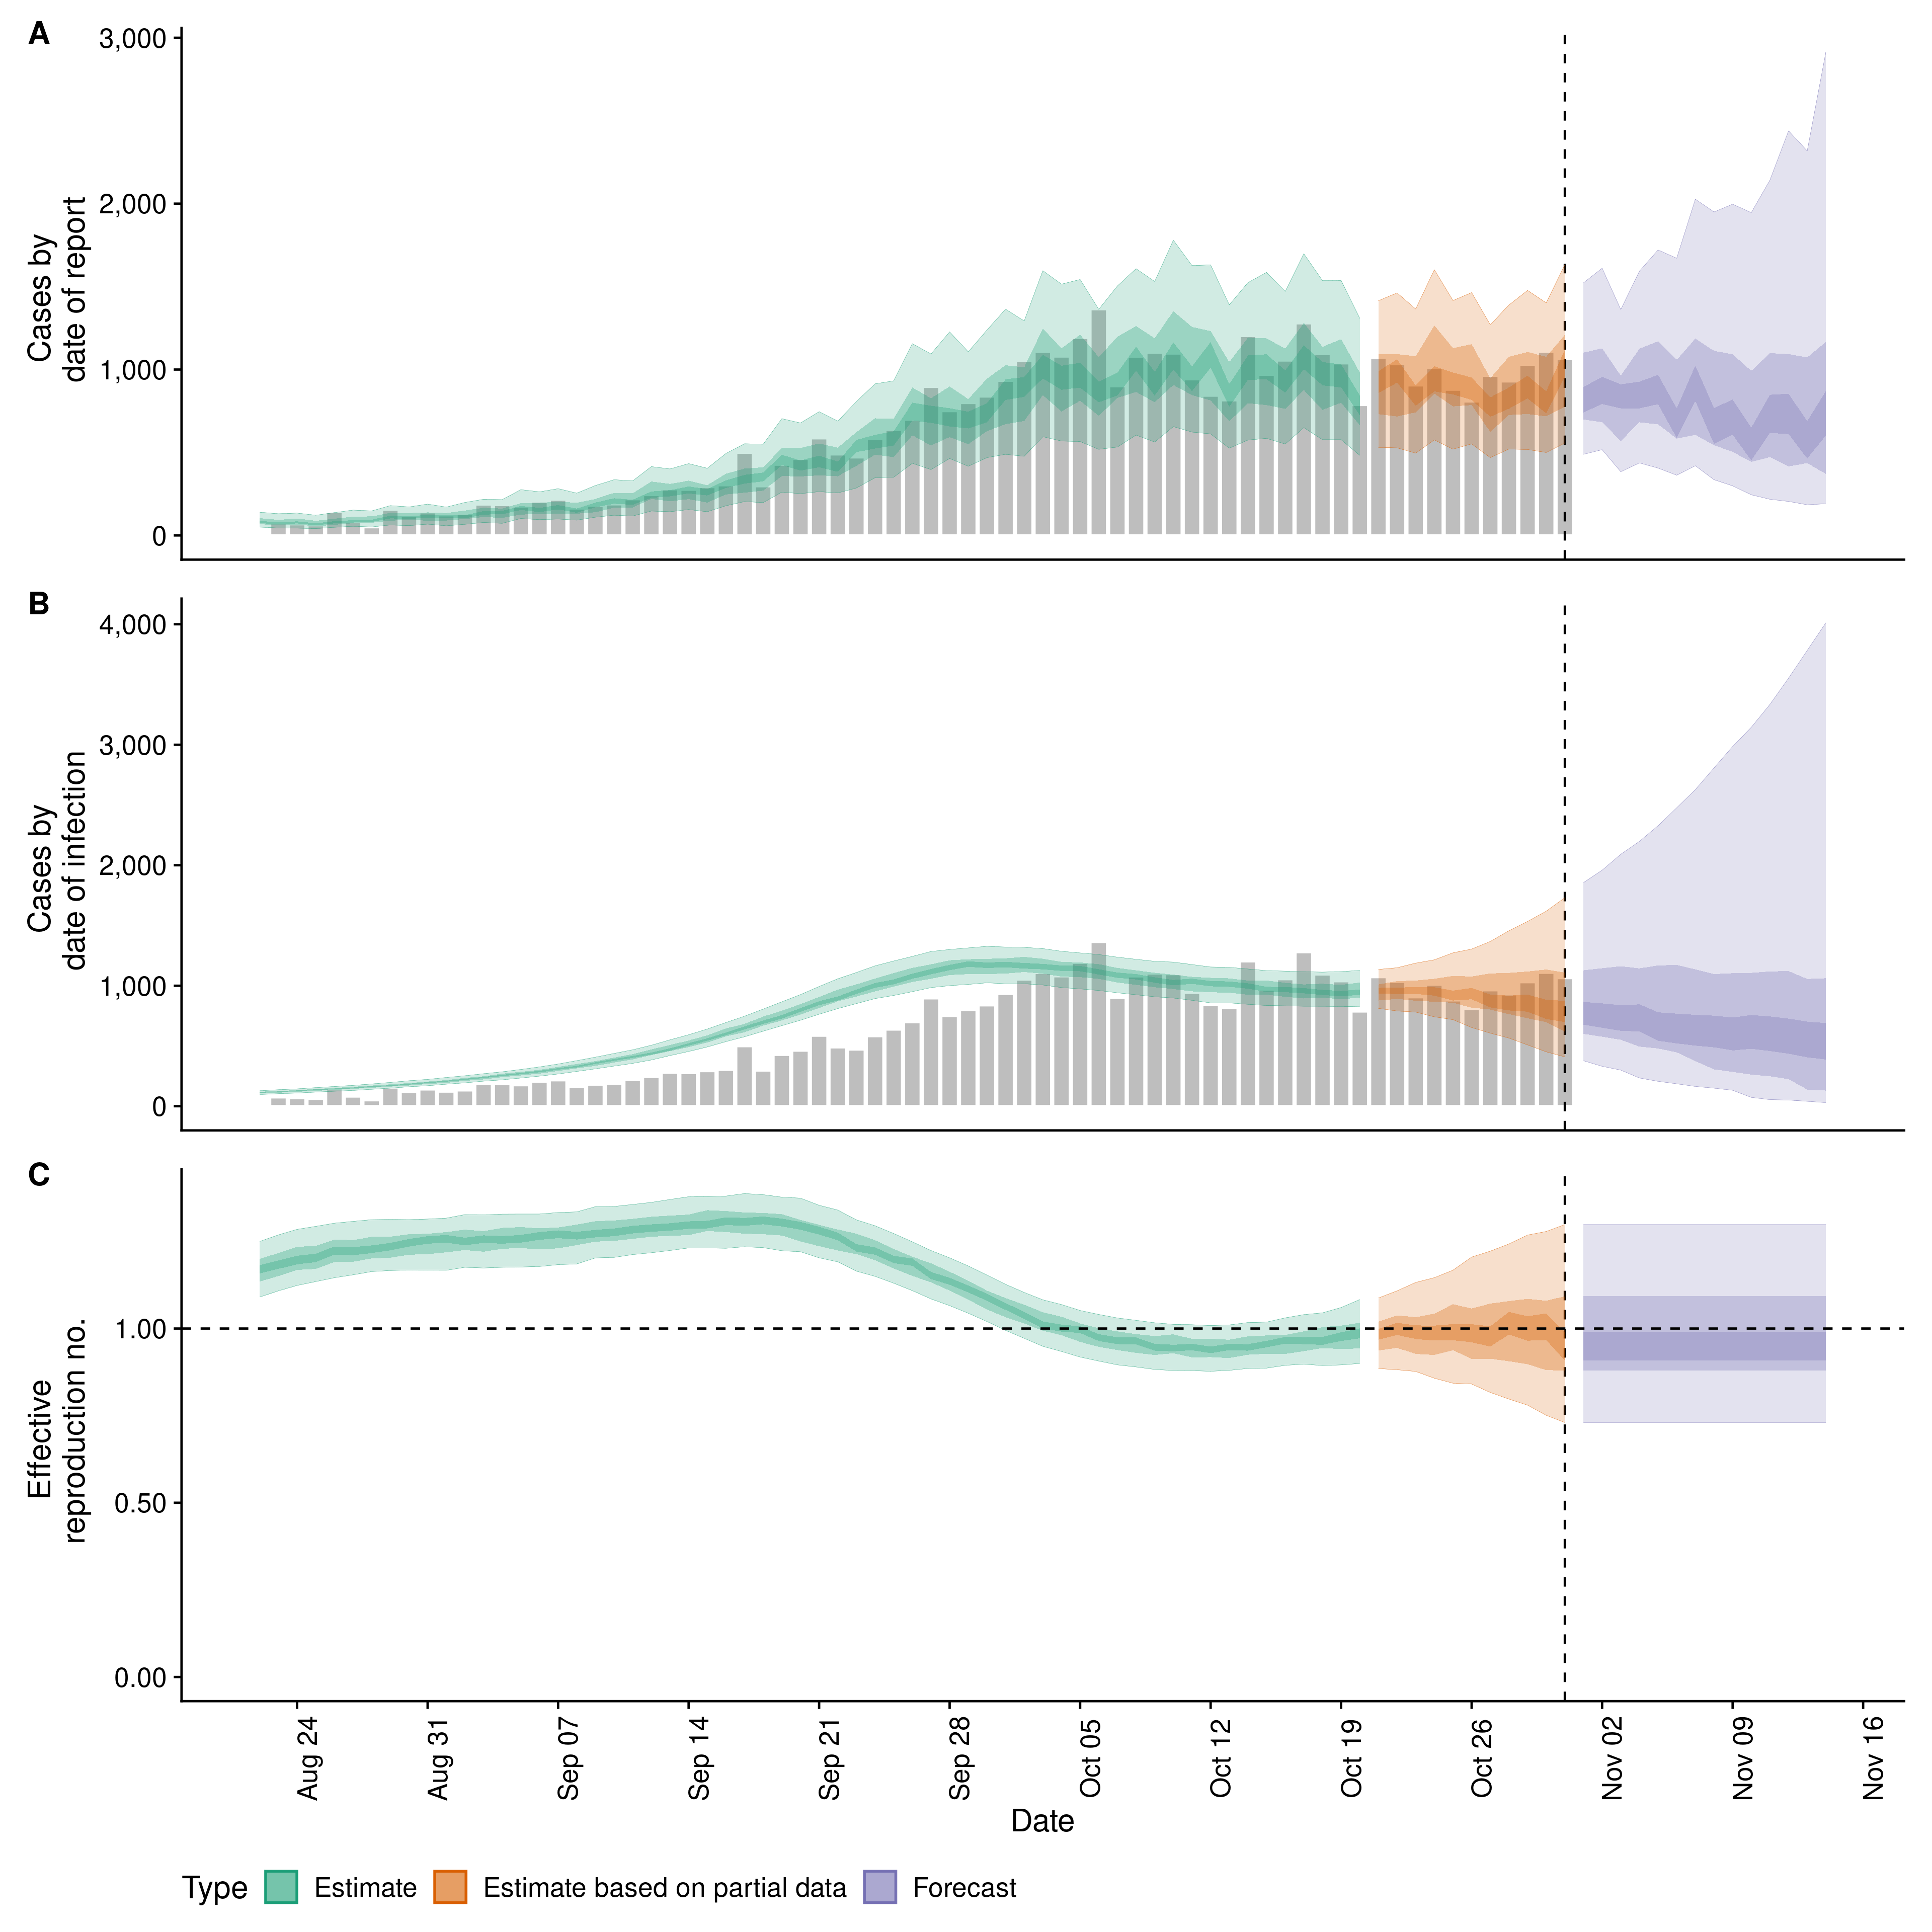 A
3,000
2,000
1,000
0
Cases by
date of report
B
4,000
3,000
2,000
1,000
0
Cases by
date of infection
C
1.00
0.50
0.00
Effective
reproduction no.
Aug 24
Aug 31
Sep 07
Sep 14
Sep 21
Sep 28
Oct 05
Oct 12
Oct 19
Oct 26
Nov 02
Nov 09
Nov 16
Date
Type
Estimate
Estimate based on partial data
Forecast